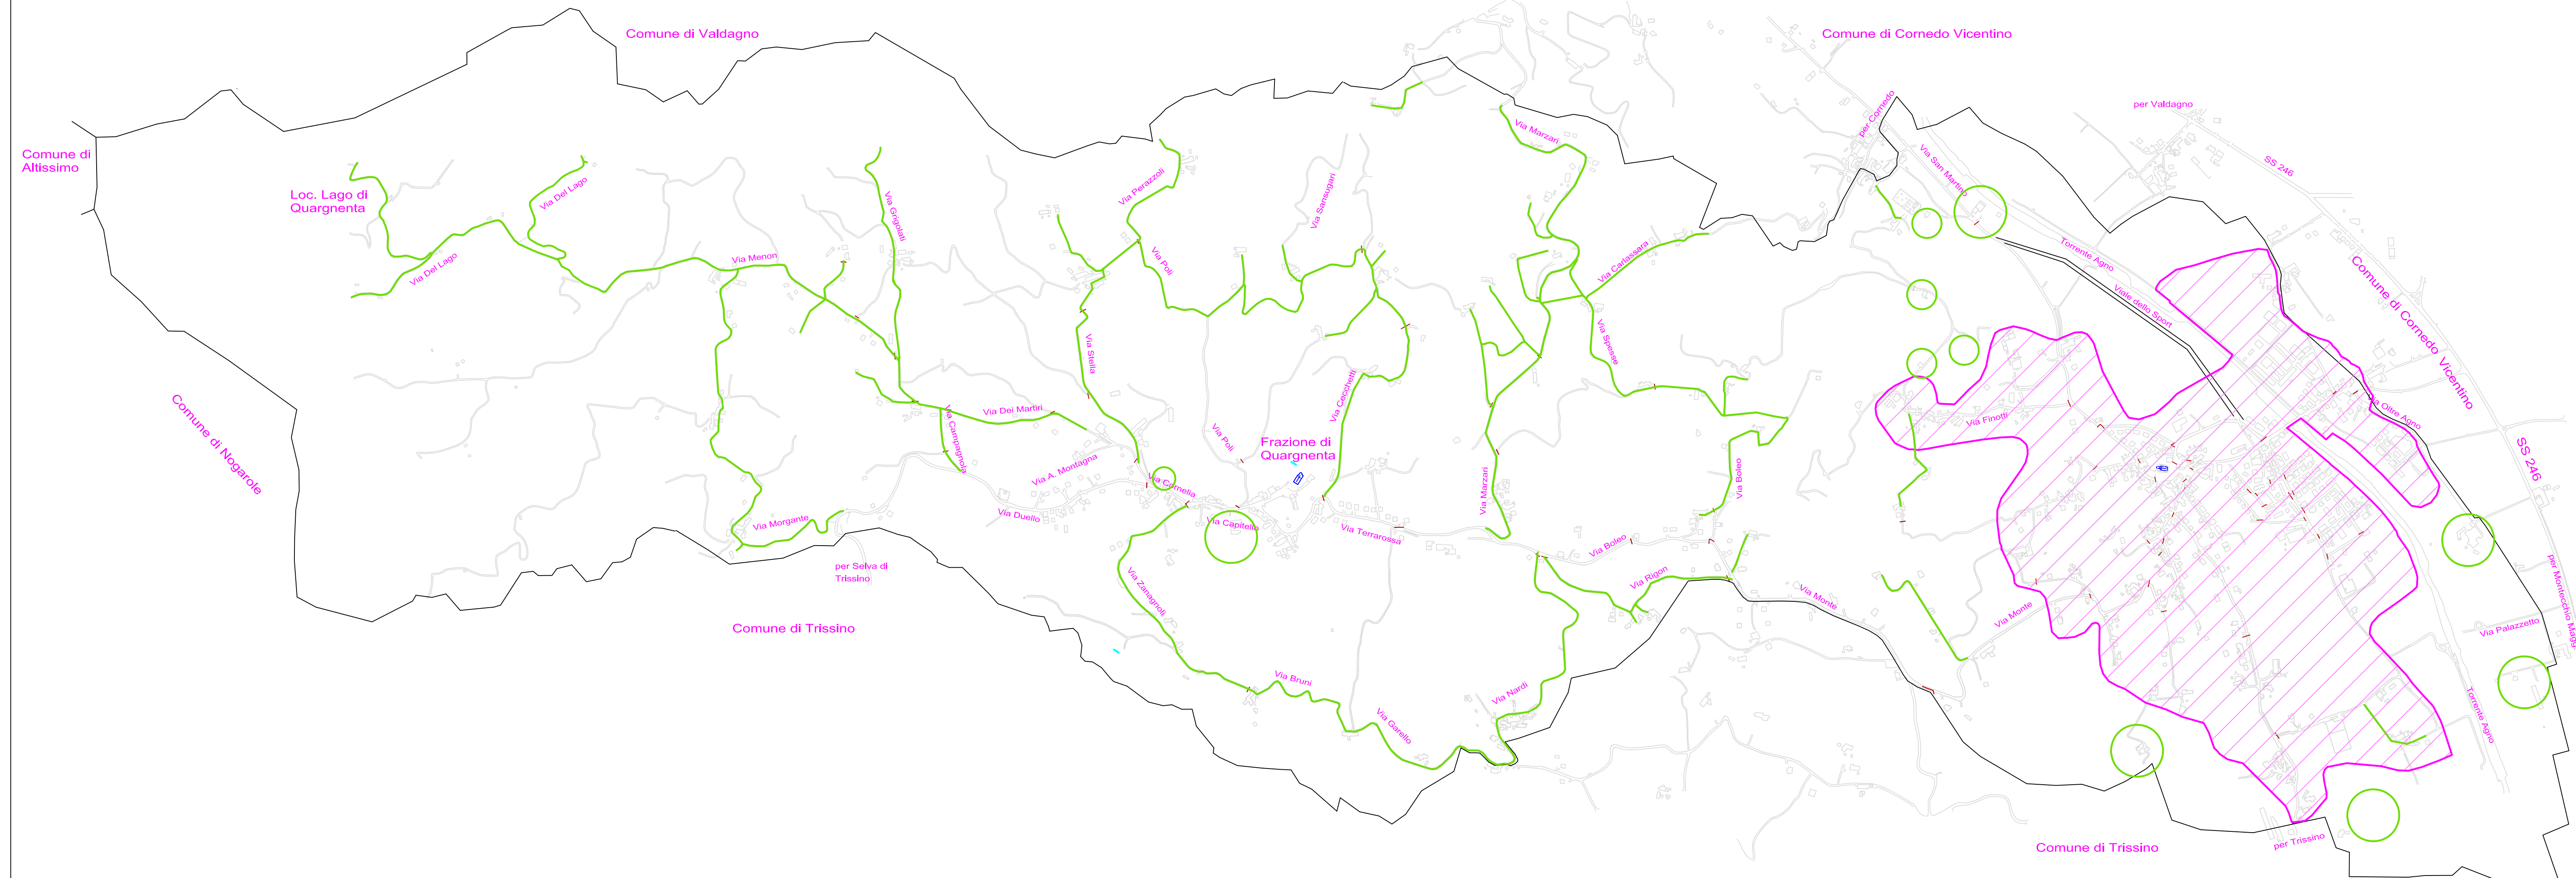 Comune di Valdagno
Comune di Cornedo Vicentino
per Valdagno
per Cornedo
Via Marzari
Via San Martino
SS 246
Comune di
Altissimo
Loc. Lago di
Quargnenta
Via Del Lago
Via Del Lago
Via Grigolati
Via Perazzoli
Via Sansugari
Via Menon
Via Poli
Via Carlassara
Torrente Agno
Viale dello Sport
Comune di Cornedo Vicentino
Via Stella
Via Spesse
Comune di Nogarole
Via Cecchetti
Via Dei Martiri
Via Campagnola
Via Poli
Frazione di
Quargnenta
Via Finotti
Via Oltre Agno
SS 246
Via A. Montagna
Via Cornelia
Via Marzari
Via Boleo
Via Duello
Via Morgante
Via Capitello
Via Terrarossa
Via Boleo
per Selva di
Trissino
Via Zanagnoli
Via Rigon
Via Monte
Via Monte
per Montecchio Magg
Via Palazzetto
Comune di Trissino
Via Bruni
Via Nardi
Via Garello
Torrente Agno
per Trissino
Comune di Trissino